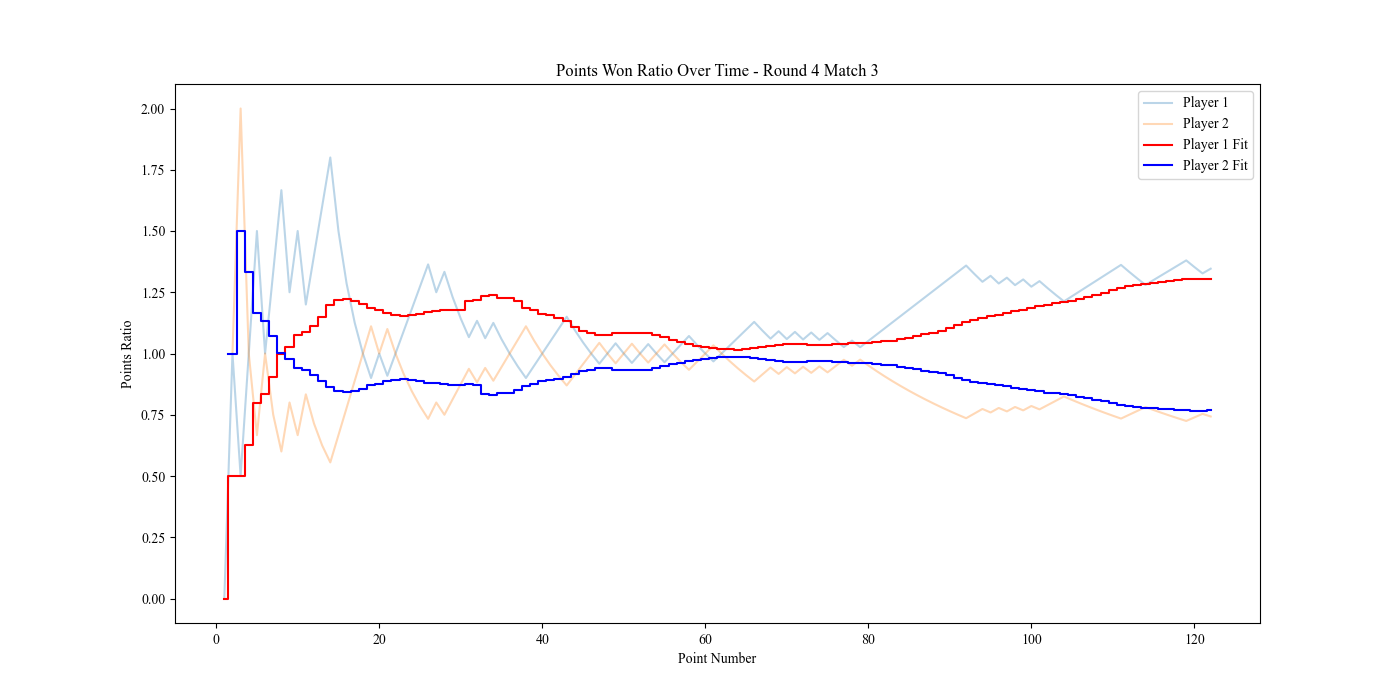 Points Won Ratio Over Time - Round 4 Match 3
Player 1
Player 2
Player 1 Fit
Player 2 Fit
Points Ratio
2.00
1.75
1.50
1.25
1.00
0.75
0.50
0.25
0.00
0 20 40 60 80 100 120
Point Number